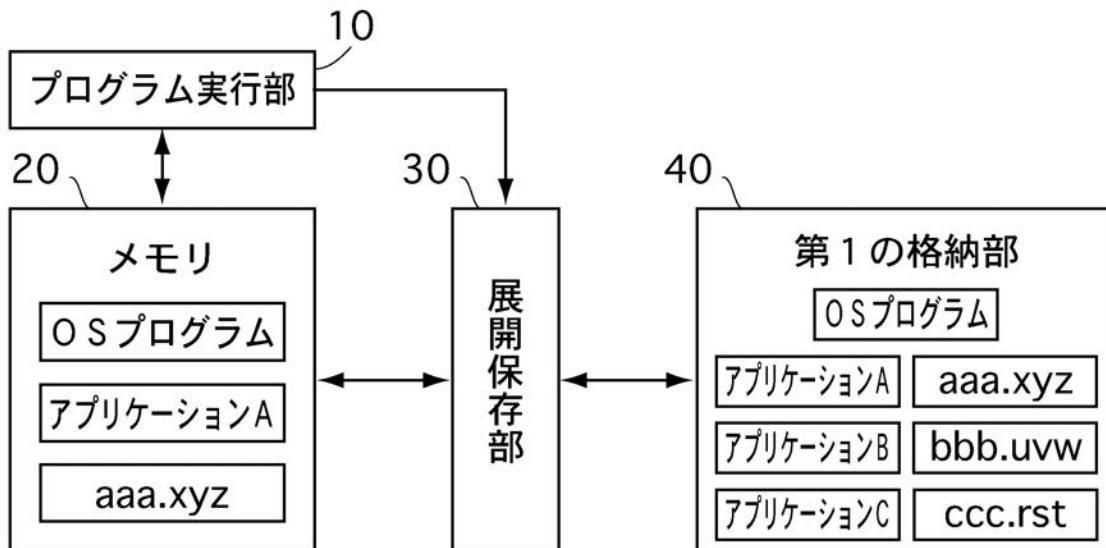 10
プログラム実行部
20
30
40
メモリ
OSプログラム
アプリケーションA
aaa.xyz
展開保存部
第1の格納部
OSプログラム
アプリケーションA
aaa.xyz
アプリケーションB
bbb.uvw
アプリケーションC
ccc.rst